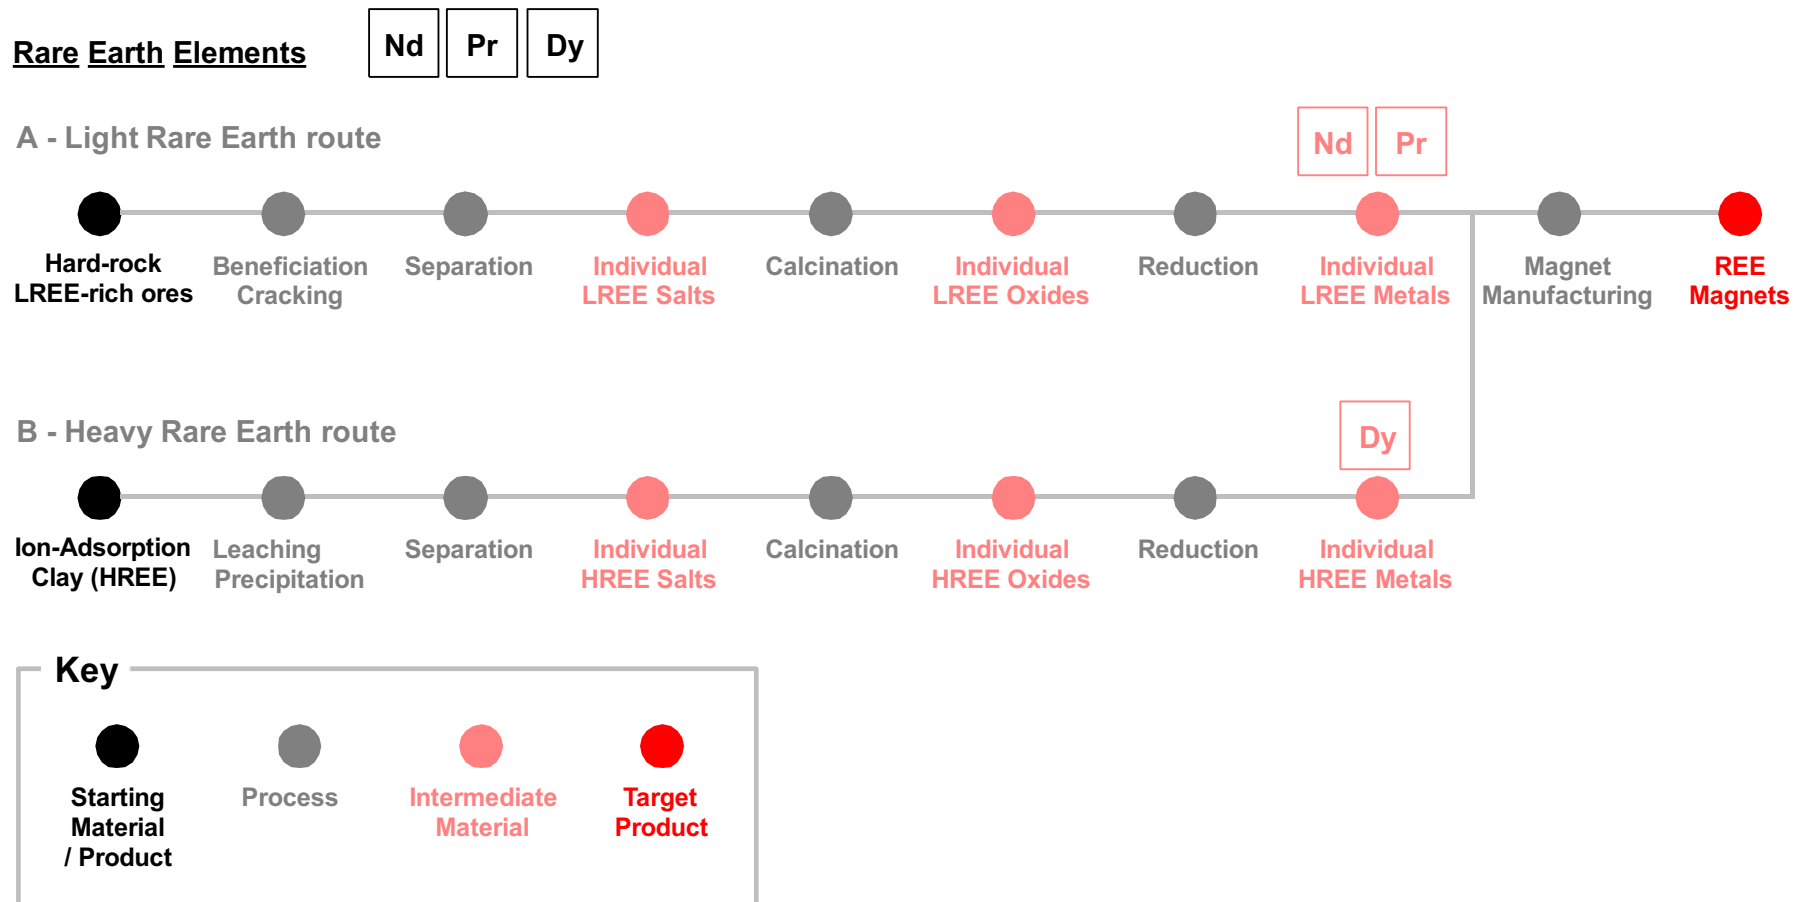 Rare Earth Elements
Nd Pr Dy
A - Light Rare Earth route
Nd Pr
Hard-rock
LREE-rich ores
Beneficiation
Cracking
Separation
Individual
LREE Salts
Calcination
Individual
LREE Oxides
Reduction
Individual
LREE Metals
Magnet
Manufacturing
REE
Magnets
B - Heavy Rare Earth route
Dy
Ion-Adsorption
Clay (HREE)
Leaching
Precipitation
Separation
Individual
HREE Salts
Calcination
Individual
HREE Oxides
Reduction
Individual
HREE Metals
Key
Starting
Material
/ Product
Process
Intermediate
Material
Target
Product